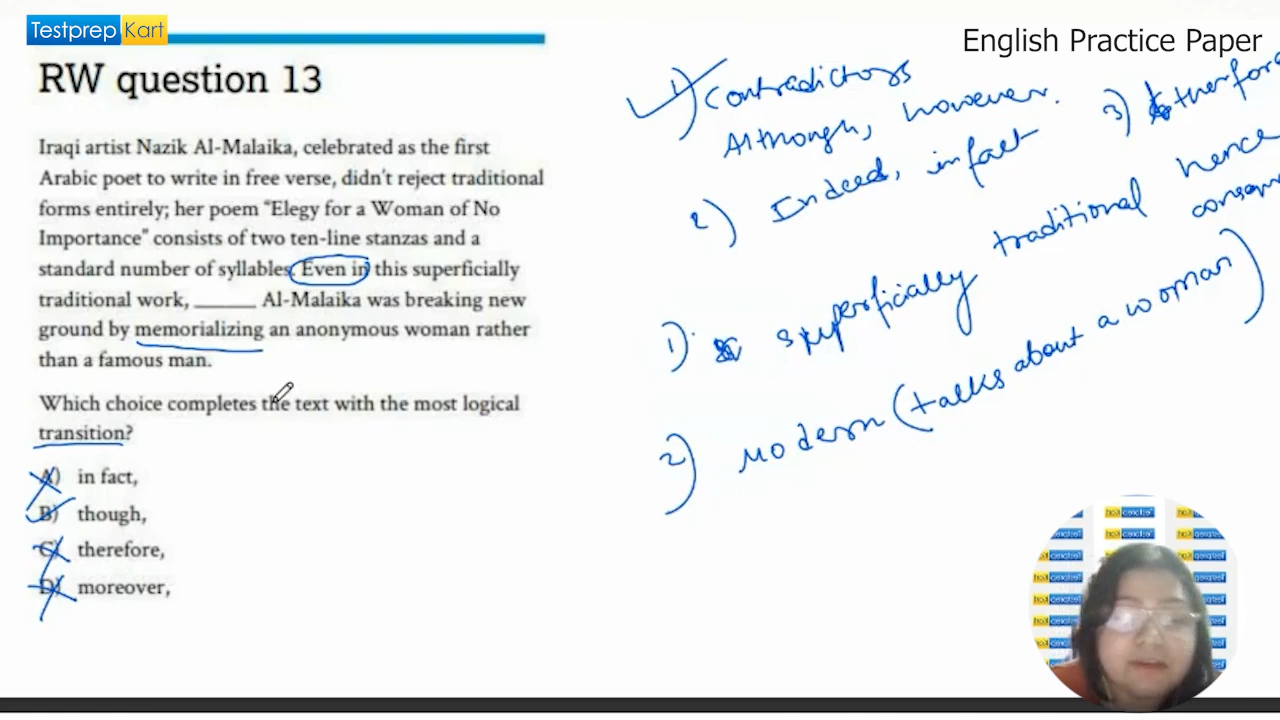 Testprep Kart
English Practice Paper
RW question 13
Iraqi artist Nazik Al-Malaika, celebrated as the first
Arabic poet to write in free verse, didn't reject traditional
forms entirely; her poem “Elegy for a Woman of No
Importance” consists of two ten-line stanzas and a
standard number of syllables. Even in this superficially
traditional work, ______ Al-Malaika was breaking new
ground by memorializing an anonymous woman rather
than a famous man.
Which choice completes the text with the most logical
transition?
A) in fact,
B) though,
C) therefore,
D) moreover,
1) Contradictory
Although, however.
2) Indeed, in fact
3) therfor
hence
1) superficially traditional
2) Modern (talks about a woman)